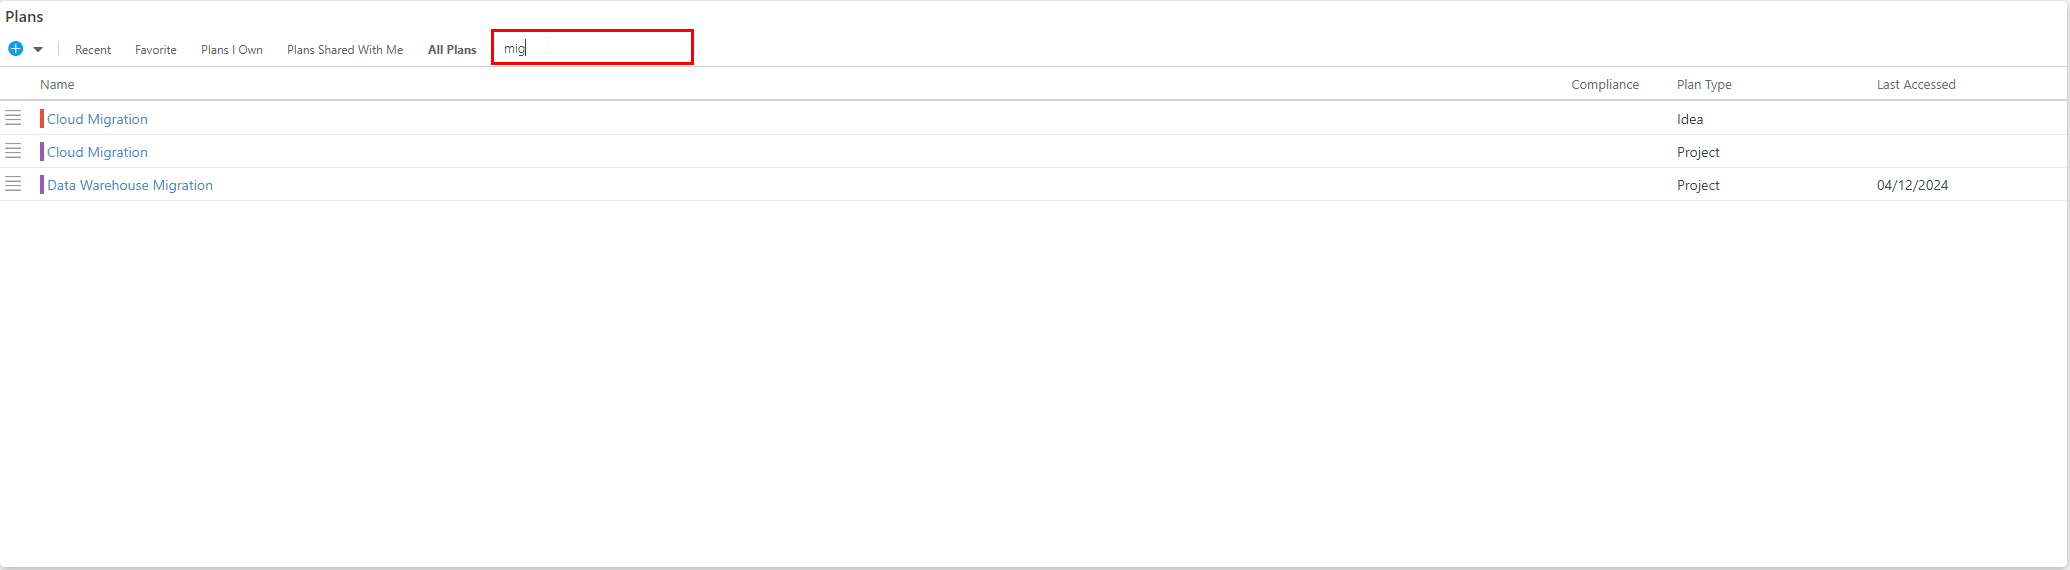 Plans
Recent Favorite Plans I Own Plans Shared With Me All Plans mig
Name Compliance Plan Type Last Accessed
Cloud Migration Idea
Cloud Migration Project
Data Warehouse Migration Project 04/12/2024